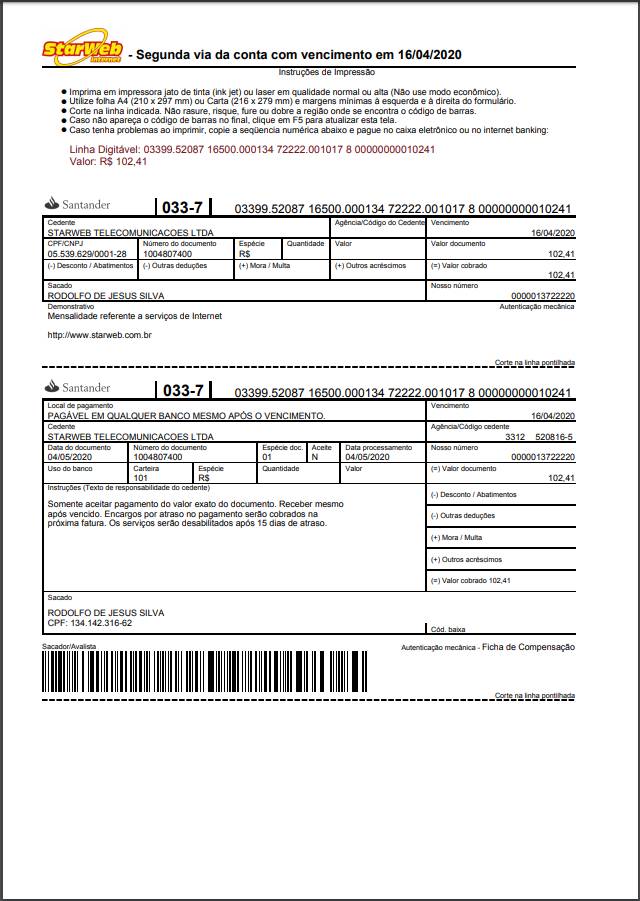 StarWeb
Internet
- Segunda via da conta com vencimento em 16/04/2020
Instruções de Impressão
● Imprima em impressora jato de tinta (ink jet) ou laser em qualidade normal ou alta (Não use modo econômico).
● Utilize folha A4 (210 x 297 mm) ou Carta (216 x 279 mm) e margens mínimas à esquerda e à direita do formulário.
● Corte na linha indicada. Não rasure, risque, fure ou dobre a região onde se encontra o código de barras.
● Caso não apareça o código de barras no final, clique em F5 para atualizar esta tela.
● Caso tenha problemas ao imprimir, copie a seqüencia numérica abaixo e pague no caixa eletrônico ou no internet banking:
Linha Digitável: 03399.52087 16500.000134 72222.001017 8 00000000010241
Valor: R$ 102,41
Santander 033-7 03399.52087 16500.000134 72222.001017 8 00000000010241
Cedente Agência/Código do Cedente Vencimento
STARWEB TELECOMUNICACOES LTDA 16/04/2020
CPF/CNPJ Número do documento Espécie Quantidade Valor Valor documento
05.539.629/0001-28 1004807400 R$ 102,41
(-) Desconto / Abatimentos (-) Outras deduções (+) Mora / Multa (+) Outros acréscimos (=) Valor cobrado
102,41
Sacado Nosso número
RODOLFO DE JESUS SILVA 0000013722220
Demonstrativo Autenticação mecânica
Mensalidade referente a serviços de Internet
http://www.starweb.com.br
Corte na linha pontilhada
Santander 033-7 03399.52087 16500.000134 72222.001017 8 00000000010241
Local de pagamento Vencimento
PAGÁVEL EM QUALQUER BANCO MESMO APÓS O VENCIMENTO. 16/04/2020
Cedente Agência/Código cedente
STARWEB TELECOMUNICACOES LTDA 3312 520816-5
Data do documento Número do documento Espécie doc. Aceite Data processamento Nosso número
04/05/2020 1004807400 01 N 04/05/2020 0000013722220
Uso do banco Carteira Espécie Quantidade Valor (=) Valor documento
101 R$ 102,41
Instruções (Texto de responsabilidade do cedente)
(-) Desconto / Abatimentos
Somente aceitar pagamento do valor exato do documento. Receber mesmo
após vencido. Encargos por atraso no pagamento serão cobrados na
(-) Outras deduções
próxima fatura. Os serviços serão desabilitados após 15 dias de atraso.
(+) Mora / Multa
(+) Outros acréscimos
(=) Valor cobrado 102,41
Sacado
RODOLFO DE JESUS SILVA
CPF: 134.142.316-62
Cód. baixa
Sacador/Avalista Autenticação mecânica - Ficha de Compensação
Corte na linha pontilhada